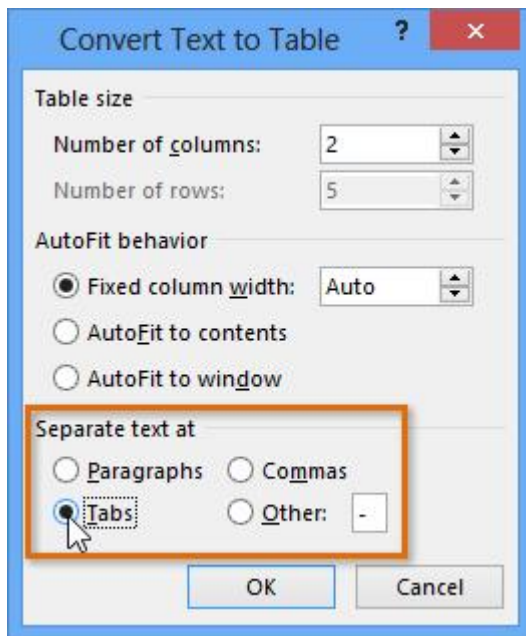 Convert Text to Table ? ×
Table size
Number of columns: 2
Number of rows: 5
AutoFit behavior
Fixed column width: Auto
AutoFit to contents
AutoFit to window
Separate text at
Paragraphs Commas
Tabs Other: -
OK Cancel